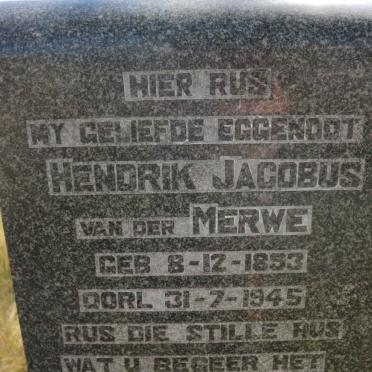 HIER RUS
MY GELIEFDE EGGENOOT
HENDRIK JACOBUS
VAN DER MERWE
GEB 8-12-1853
OORL 31-7-1945
RUS DIE STILLE RUS
WAT U BEGEER HET